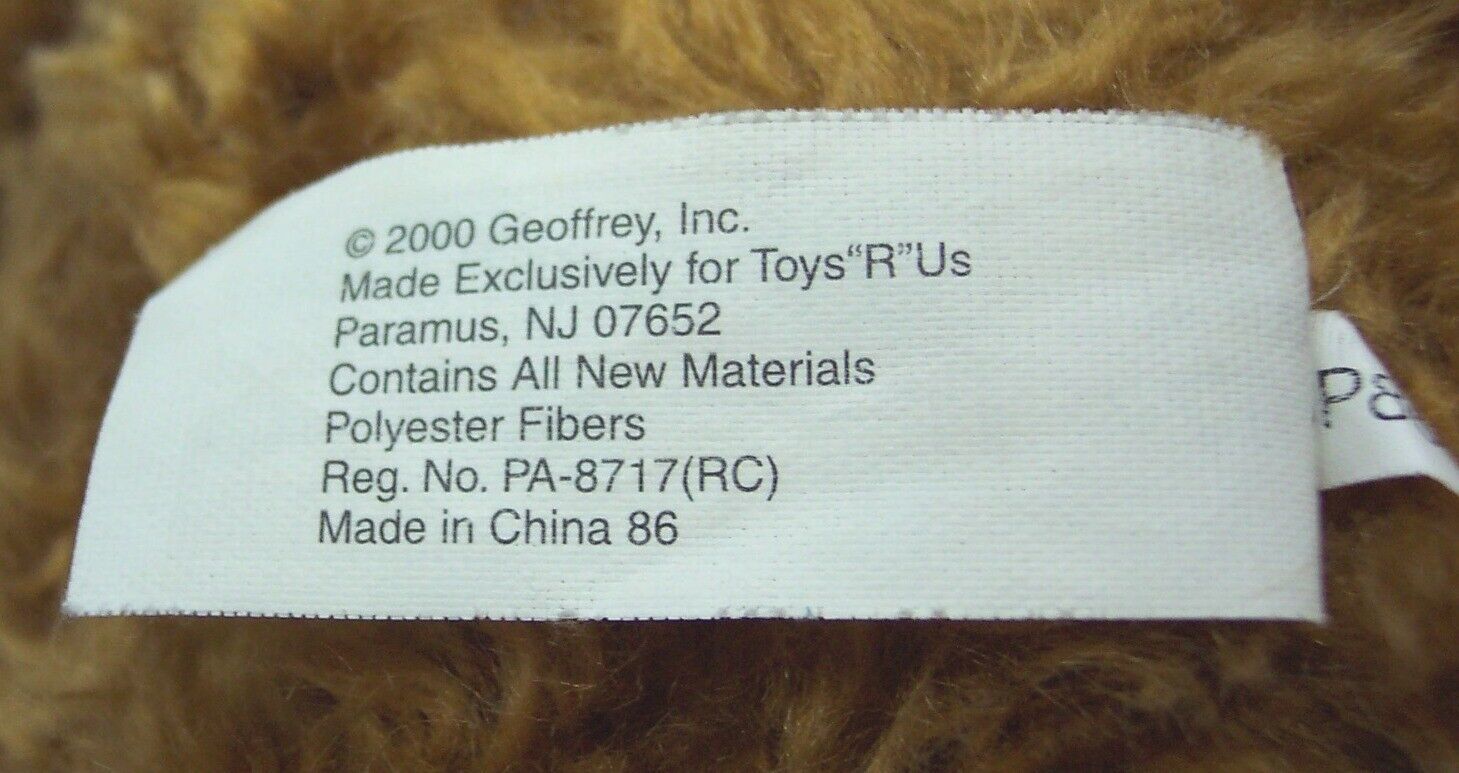 © 2000 Geoffrey, Inc.
Made Exclusively for Toys“R”Us
Paramus, NJ 07652
Contains All New Materials
Polyester Fibers
Reg. No. PA-8717(RC)
Made in China 86